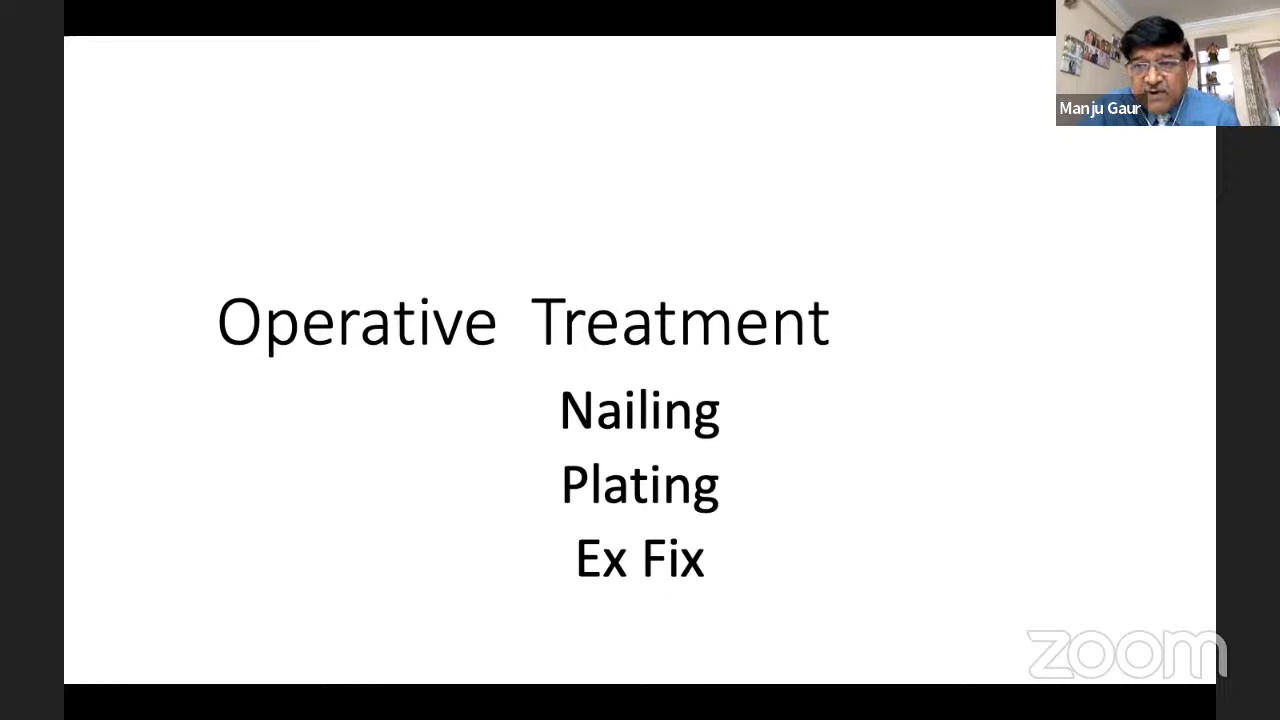 Manju Gaur
Operative Treatment
Nailing
Plating
Ex Fix
zoom